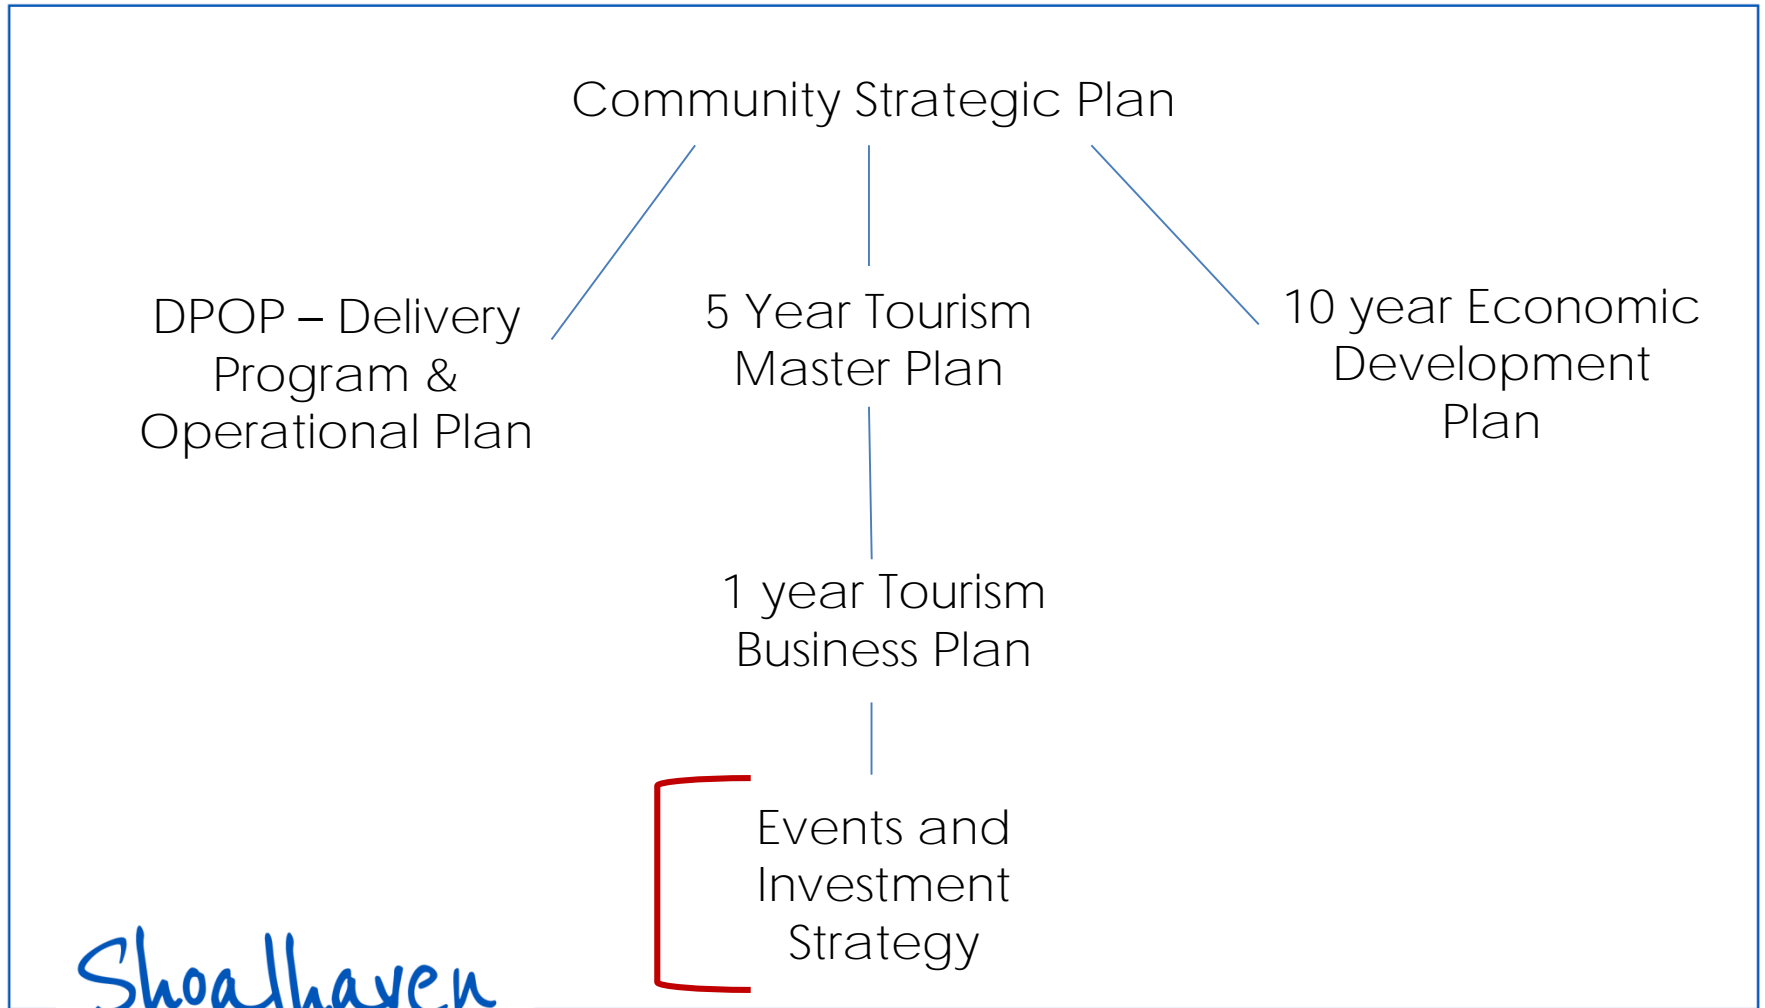 Community Strategic Plan
DPOP – Delivery
Program &
Operational Plan
5 Year Tourism
Master Plan
10 year Economic
Development
Plan
1 year Tourism
Business Plan
Events and
Investment
Strategy
Shoalhaven